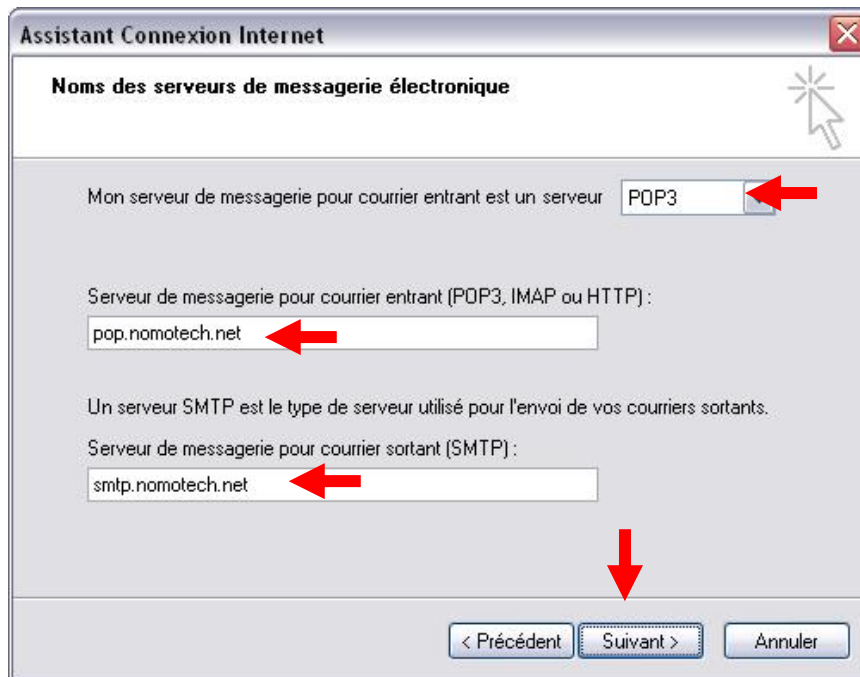 Assistant Connexion Internet
Noms des serveurs de messagerie électronique
Mon serveur de messagerie pour courrier entrant est un serveur POP3
Serveur de messagerie pour courrier entrant (POP3, IMAP ou HTTP) :
pop.nomotech.net
Un serveur SMTP est le type de serveur utilisé pour l'envoi de vos courriers sortants.
Serveur de messagerie pour courrier sortant (SMTP) :
smtp.nomotech.net
< Précédent Suivant > Annuler